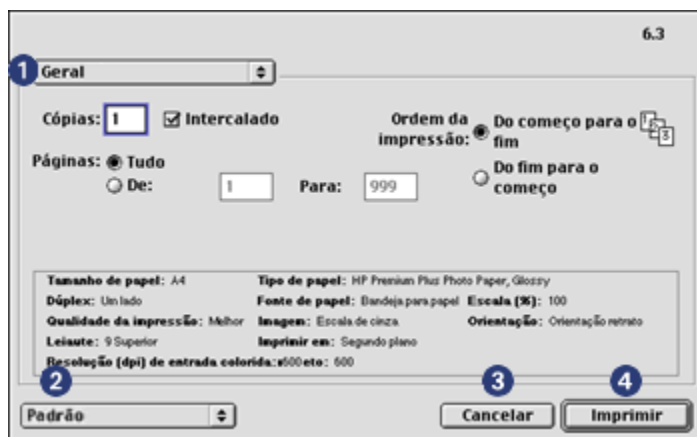 6.3
1 Geral
Cópias: 1 Intercalado
Ordem da impressão: Do começo para o fim
Páginas: Tudo
Do fim para o começo
De: 1 Para: 999
Tamanho de papel: A4 Tipo de papel: HP Premium Plus Photo Paper, Glossy
Dúplex: Um lado Fonte de papel: Bandeja para papel Escala (%): 100
Qualidade da impressão: Melhor Imagem: Escala de cinza Orientação: Orientação retrato
Leiaute: 9 Superior Imprimir em: Segundo plano
Resolução (dpi) de entrada colorida: 600 eto: 600
2 3 4
Padrão Cancelar Imprimir